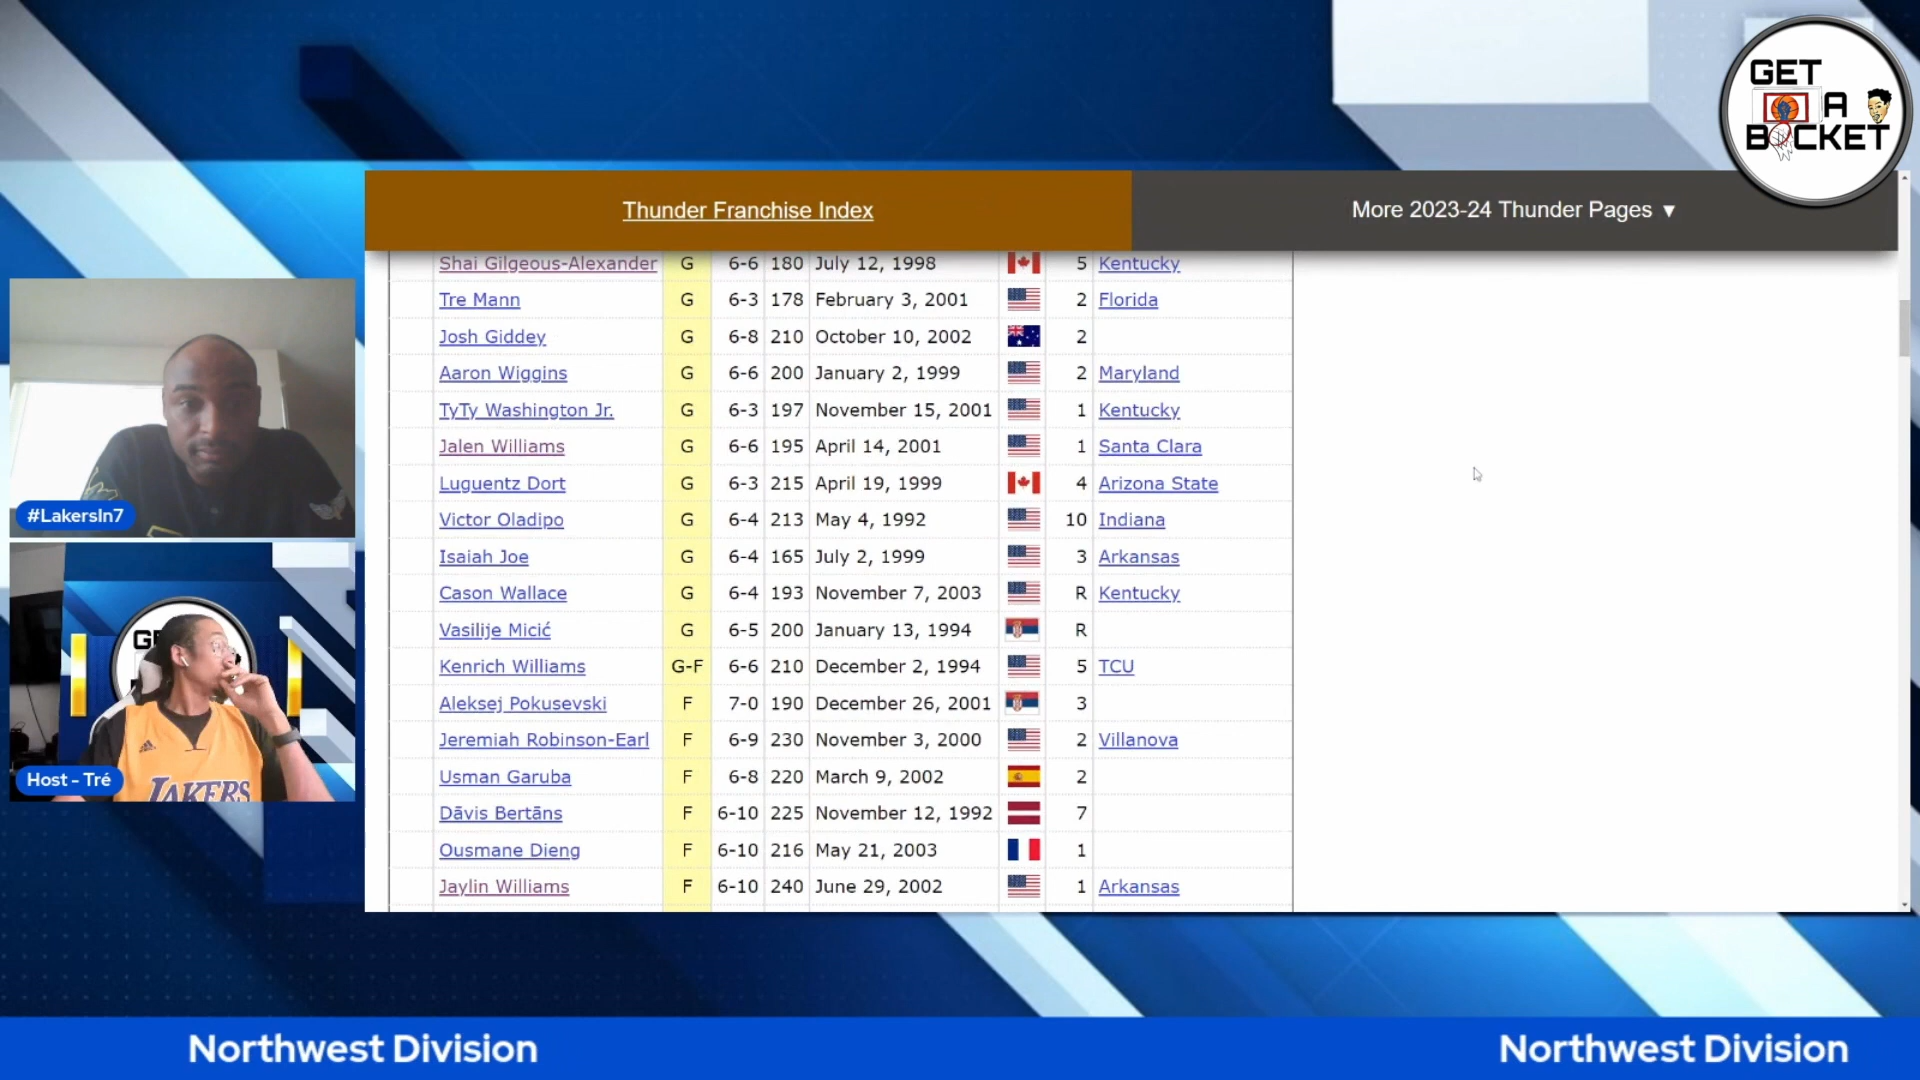 GET
A
BUCKET
Thunder Franchise Index
More 2023-24 Thunder Pages ▼
Shai Gilgeous-Alexander G 6-6 180 July 12, 1998 5 Kentucky
Tre Mann G 6-3 178 February 3, 2001 2 Florida
Josh Giddey G 6-8 210 October 10, 2002 2
Aaron Wiggins G 6-6 200 January 2, 1999 2 Maryland
TyTy Washington Jr. G 6-3 197 November 15, 2001 1 Kentucky
Jalen Williams G 6-6 195 April 14, 2001 1 Santa Clara
Luguentz Dort G 6-3 215 April 19, 1999 4 Arizona State
Victor Oladipo G 6-4 213 May 4, 1992 10 Indiana
Isaiah Joe G 6-4 165 July 2, 1999 3 Arkansas
Cason Wallace G 6-4 193 November 7, 2003 R Kentucky
Vasilije Micić G 6-5 200 January 13, 1994 R
Kenrich Williams G-F 6-6 210 December 2, 1994 5 TCU
Aleksej Pokusevski F 7-0 190 December 26, 2001 3
Jeremiah Robinson-Earl F 6-9 230 November 3, 2000 2 Villanova
Usman Garuba F 6-8 220 March 9, 2002 2
Dāvis Bertāns F 6-10 225 November 12, 1992 7
Ousmane Dieng F 6-10 216 May 21, 2003 1
Jaylin Williams F 6-10 240 June 29, 2002 1 Arkansas
#LakersIn7
GE
Host - Tré
LAKERS
Northwest Division
Northwest Division